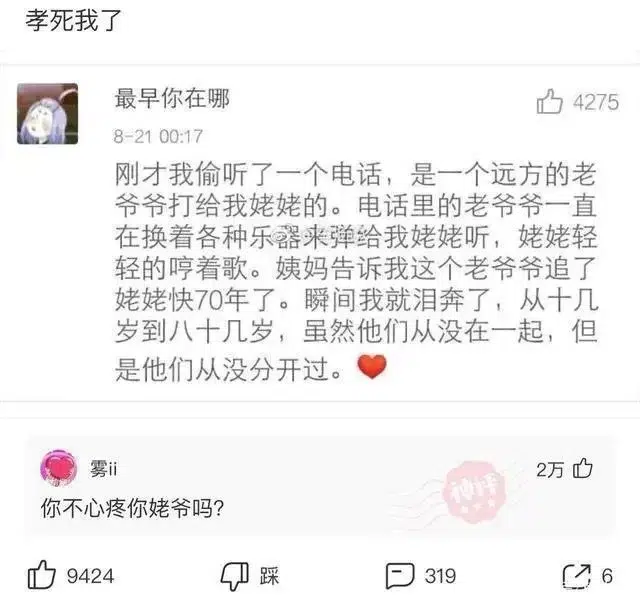 孝死我了
最早你在哪
4275
8-21 00:17
刚才我偷听了一个电话，是一个远方的老
爷爷打给我姥姥的。电话里的老爷爷一直
在换着各种乐器来弹给我姥姥听，姥姥轻
轻的哼着歌。姨妈告诉我这个老爷爷追了
姥姥快70年了。瞬间我就泪奔了，从十几
岁到八十几岁，虽然他们从没在一起，但
是他们从没分开过。❤️
雾ii
2万
神评
你不心疼你姥爷吗?
9424
踩
319
6